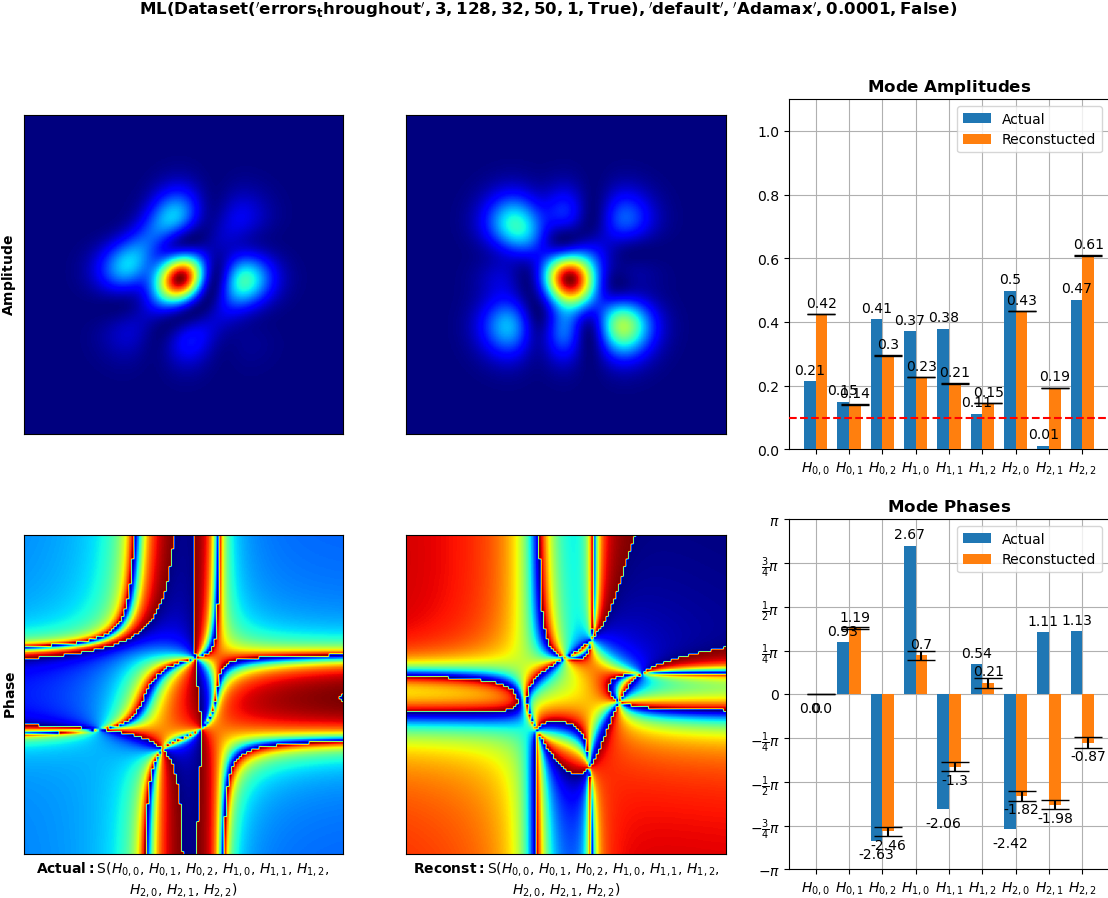 ML(Dataset('errors_throughout', 3, 128, 32, 50, 1, True), 'default', 'Adamax', 0.0001, False)
Amplitude
Mode Amplitudes
Actual
Reconstucted
1.0
0.8
0.6
0.4
0.2
0.0
0.21
0.42
0.15
0.14
0.41
0.3
0.37
0.23
0.38
0.21
0.11
0.15
0.5
0.43
0.01
0.19
0.47
0.61
H0,0 H0,1 H0,2 H1,0 H1,1 H1,2 H2,0 H2,1 H2,2
Phase
Actual: S(H0,0, H0,1, H0,2, H1,0, H1,1, H1,2,
H2,0, H2,1, H2,2)
Reconst: S(H0,0, H0,1, H0,2, H1,0, H1,1, H1,2,
H2,0, H2,1, H2,2)
Mode Phases
Actual
Reconstucted
π
3/4π
1/2π
1/4π
0
−1/4π
−1/2π
−3/4π
−π
0.0
0.0
0.93
1.19
-2.63
-2.46
2.67
0.7
-2.06
-1.3
0.54
0.21
-2.42
-1.82
1.11
-1.98
1.13
-0.87
H0,0 H0,1 H0,2 H1,0 H1,1 H1,2 H2,0 H2,1 H2,2